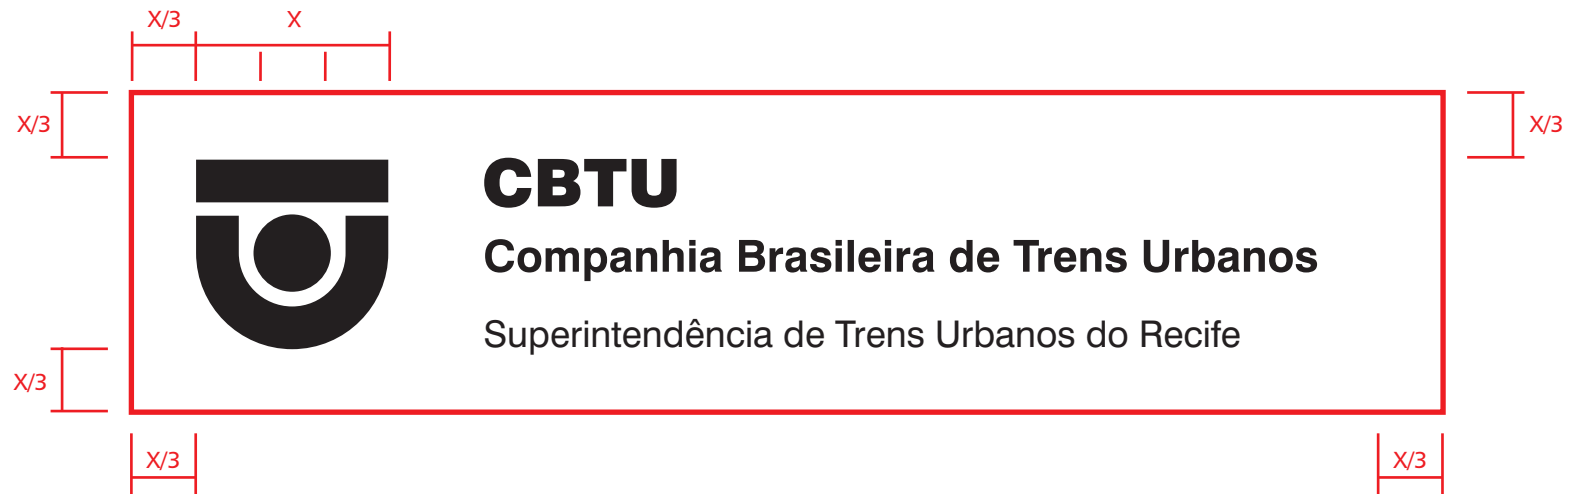 X/3 X
X/3 X/3
CBTU
Companhia Brasileira de Trens Urbanos
Superintendência de Trens Urbanos do Recife
X/3
X/3 X/3